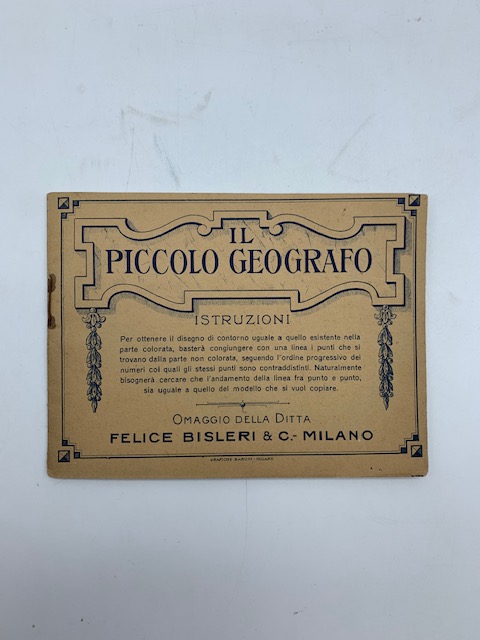 IL
PICCOLO GEOGRAFO
ISTRUZIONI
Per ottenere il disegno di contorno uguale a quello esistente nella
parte colorata, basterà congiungere con una linea i punti che si
trovano dalla parte non colorata, seguendo l'ordine progressivo dei
numeri coi quali gli stessi punti sono contraddistinti. Naturalmente
bisognerà cercare che l'andamento della linea fra punto e punto,
sia uguale a quello del modello che si vuol copiare.
OMAGGIO DELLA DITTA
FELICE BISLERI & C.- MILANO
MILANO